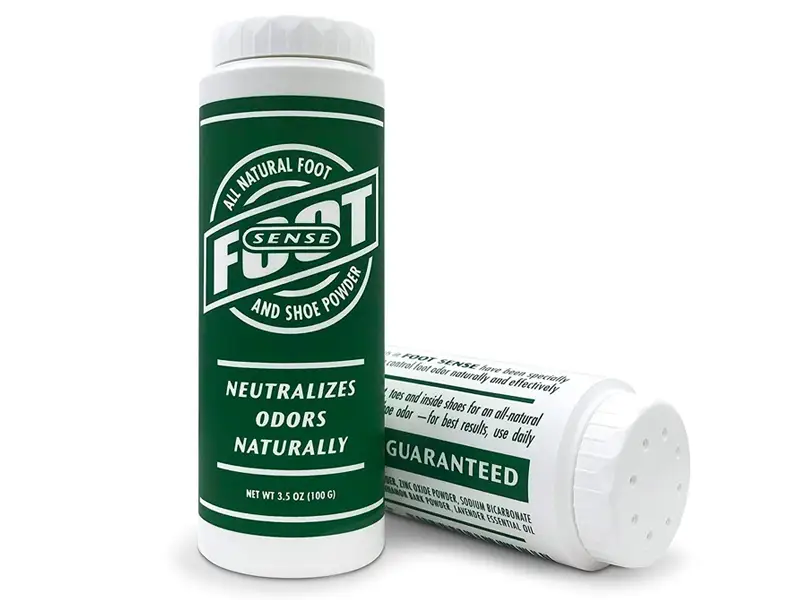 ALL NATURAL FOOT
FOOT
SENSE
AND SHOE POWDER
NEUTRALIZES
ODORS
NATURALLY
NET WT 3.5 OZ (100 G)
FOOT SENSE have been specially
control foot odor naturally and effectively
toes and inside shoes for an all-natural
odor – for best results, use daily
GUARANTEED
ZINC OXIDE POWDER, SODIUM BICARBONATE
BARK POWDER, LAVENDER ESSENTIAL OIL